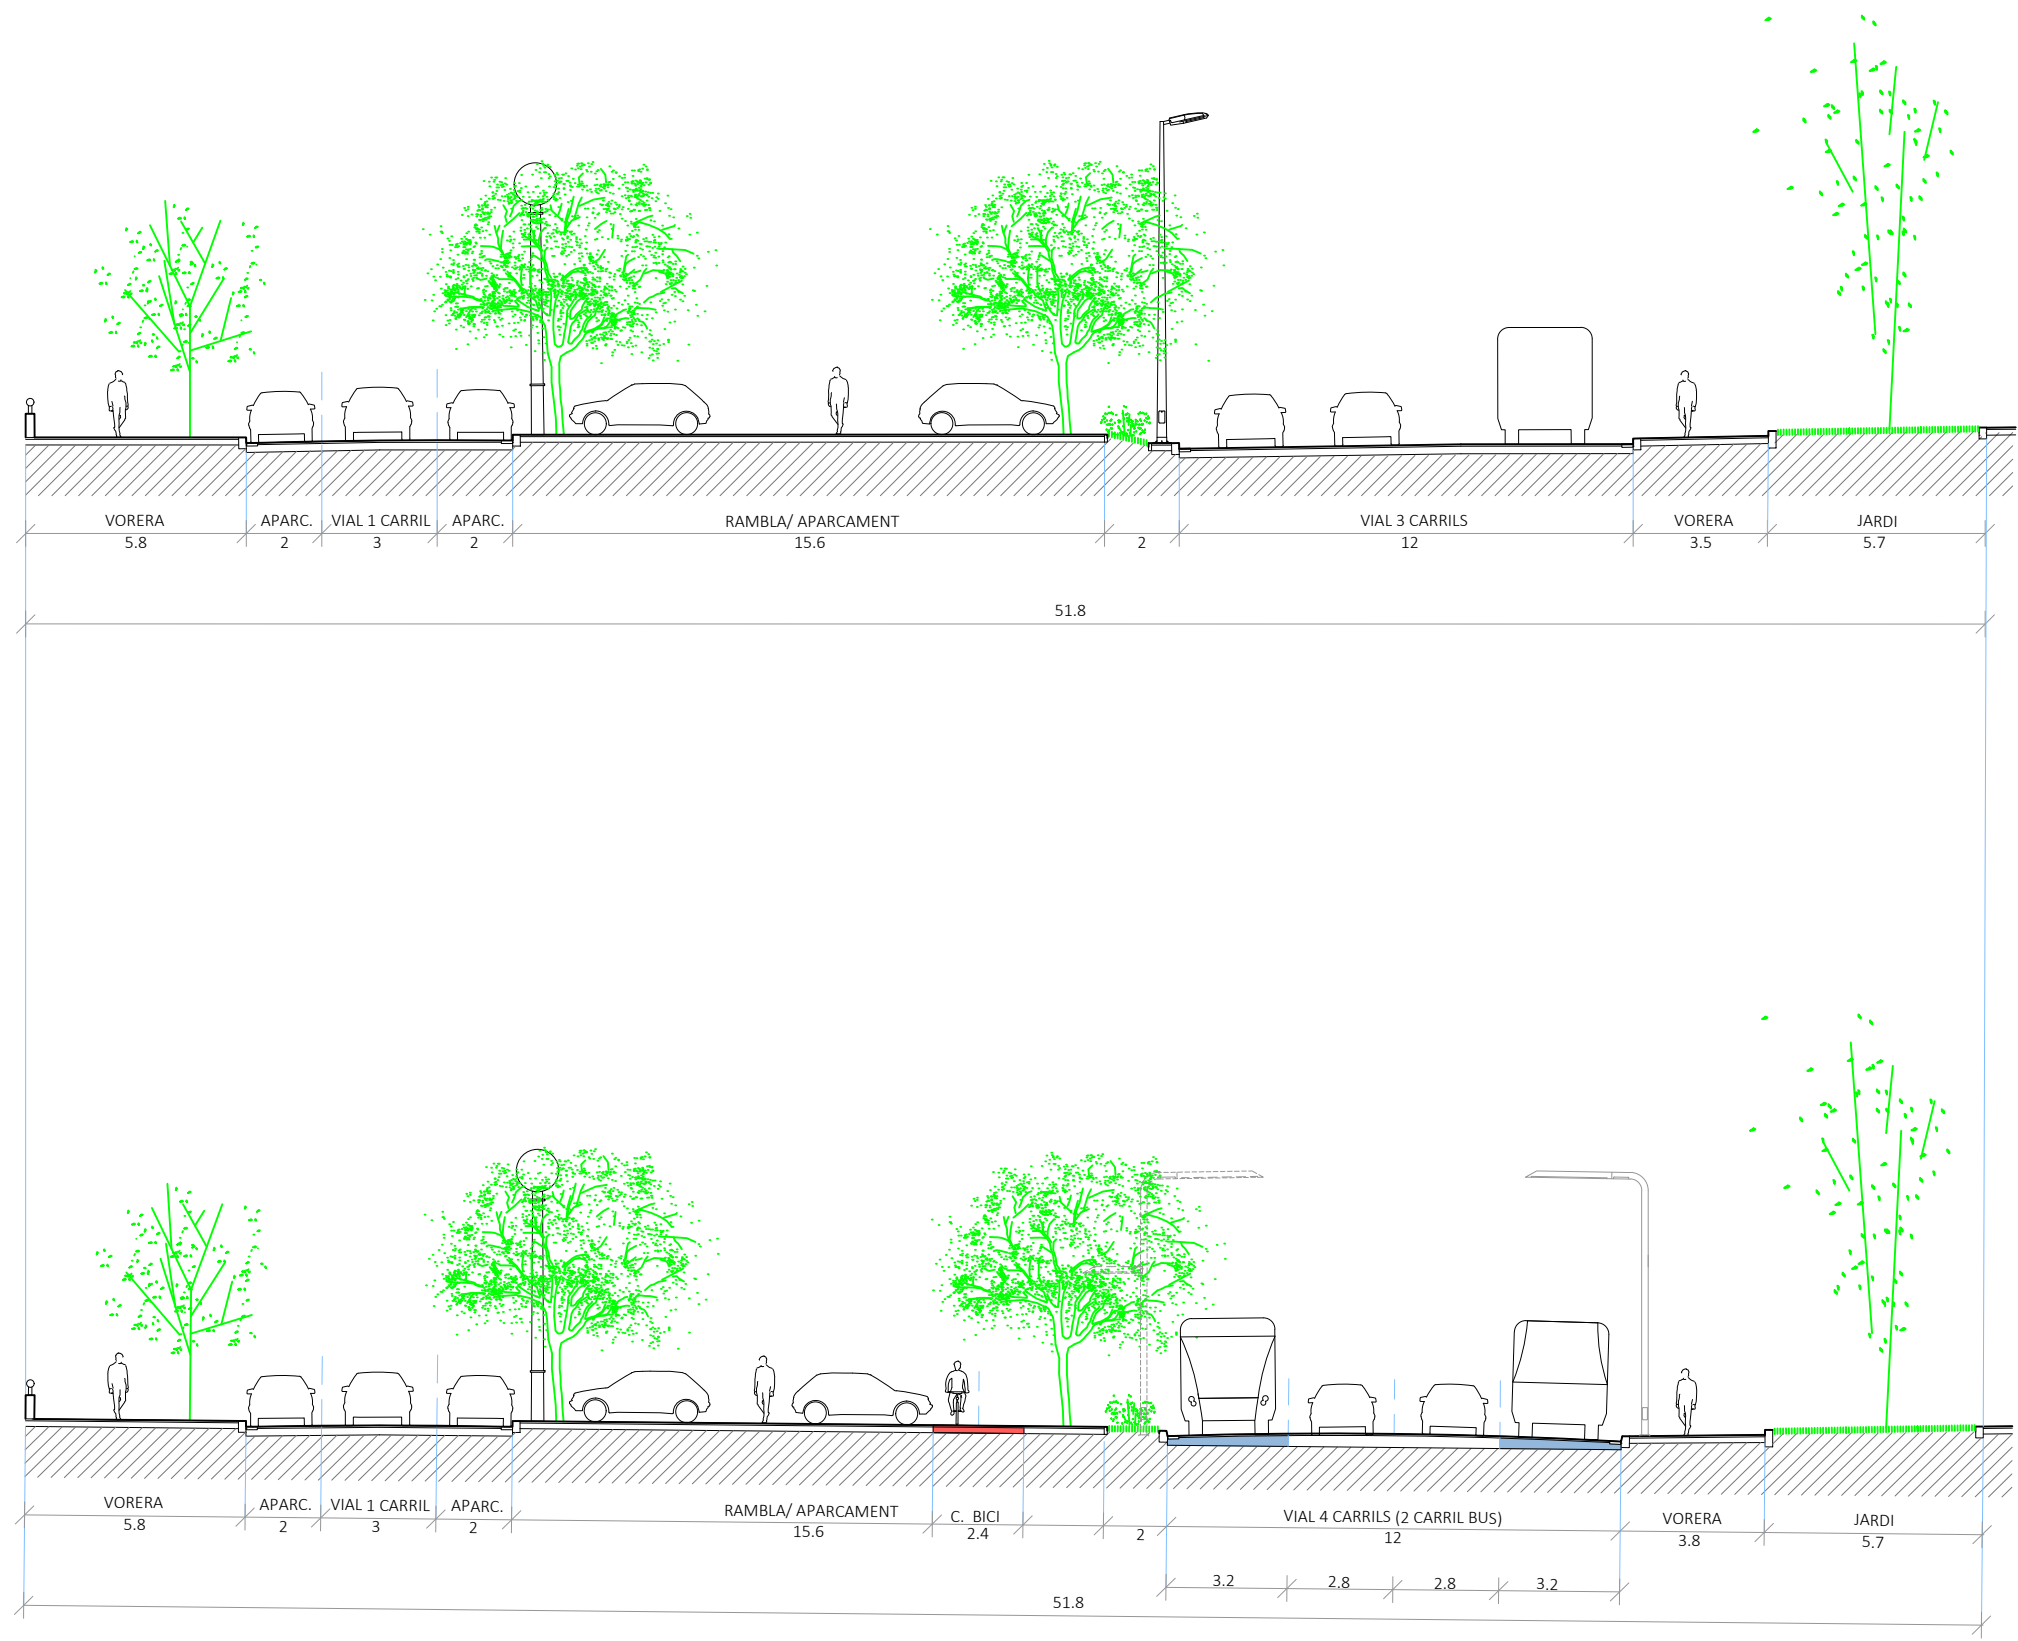 VORERA APARC. VIAL 1 CARRIL APARC. RAMBLA/ APARCAMENT VIAL 3 CARRILS VORERA JARDI
5.8 2 3 2 15.6 2 12 3.5 5.7
51.8
VORERA APARC. VIAL 1 CARRIL APARC. RAMBLA/ APARCAMENT C. BICI VIAL 4 CARRILS (2 CARRIL BUS) VORERA JARDI
5.8 2 3 2 15.6 2.4 2 12 3.8 5.7
3.2 2.8 2.8 3.2
51.8